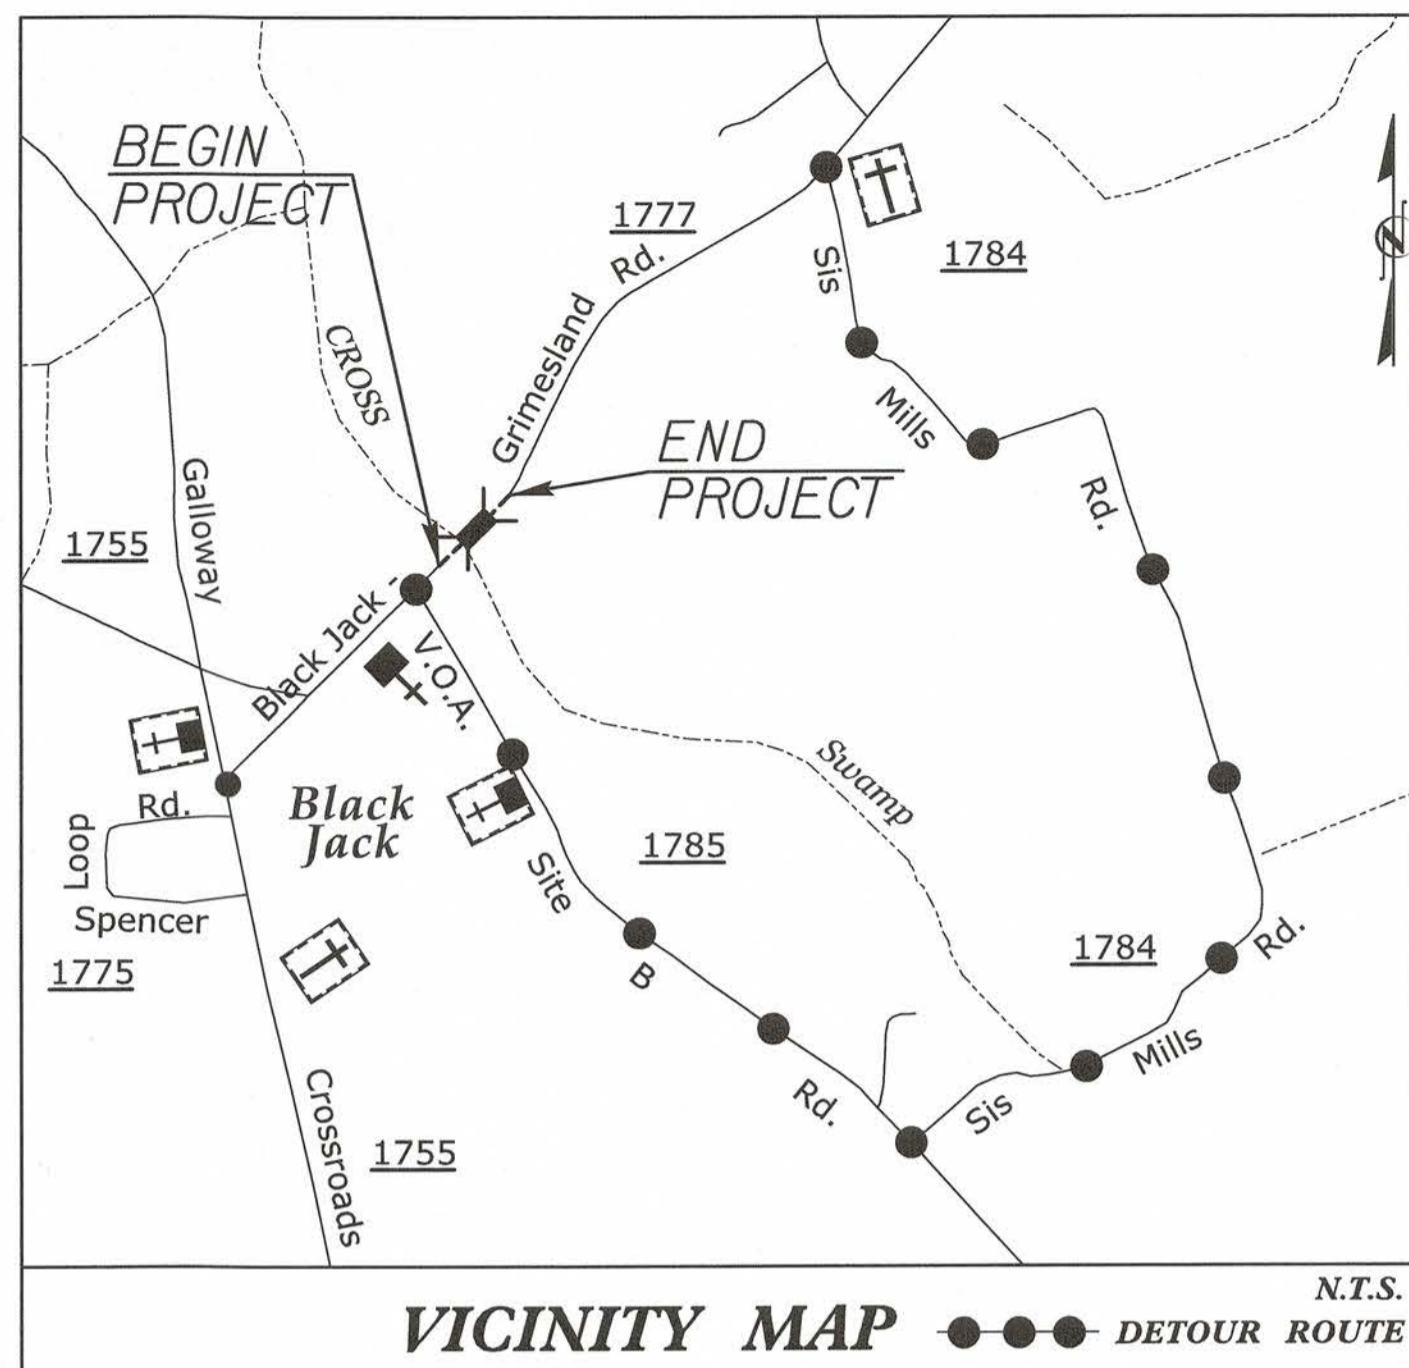 BEGIN
PROJECT
1777
Grimesland Rd.
Sis
1784
N
CROSS
Mills
END
PROJECT
Rd.
Galloway
1755
Black Jack -
V.O.A.
Swamp
Rd.
Loop
Spencer
Black
Jack
1785
Site
1775
B
1784
Rd.
Mills
Crossroads
1755
Rd.
Sis
N.T.S.
VICINITY MAP
DETOUR ROUTE